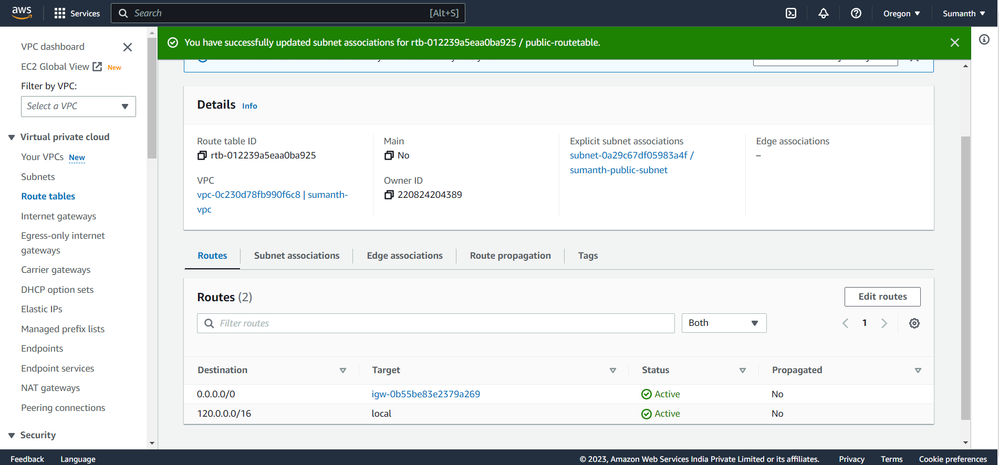 aws
Services
Search
[Alt+S]
Oregon
Sumanth
VPC dashboard
EC2 Global View New
Filter by VPC:
Select a VPC
Virtual private cloud
Your VPCs New
Subnets
Route tables
Internet gateways
Egress-only internet
gateways
Carrier gateways
DHCP option sets
Elastic IPs
Managed prefix lists
Endpoints
Endpoint services
NAT gateways
Peering connections
Security
You have successfully updated subnet associations for rtb-012239a5eaa0ba925 / public-routetable.
Details Info
Route table ID
rtb-012239a5eaa0ba925
VPC
vpc-0c230d78fb990f6c8 | sumanth-
vpc
Main
No
Owner ID
220824204389
Explicit subnet associations
subnet-0a29c67df05983a4f /
sumanth-public-subnet
Edge associations
–
Routes
Subnet associations
Edge associations
Route propagation
Tags
Routes (2)
Edit routes
Filter routes
Both
1
Destination Target Status Propagated
0.0.0.0/0 igw-0b55be83e2379a269 Active No
120.0.0.0/16 local Active No
Feedback
Language
© 2023, Amazon Web Services India Private Limited or its affiliates.
Privacy
Terms
Cookie preferences